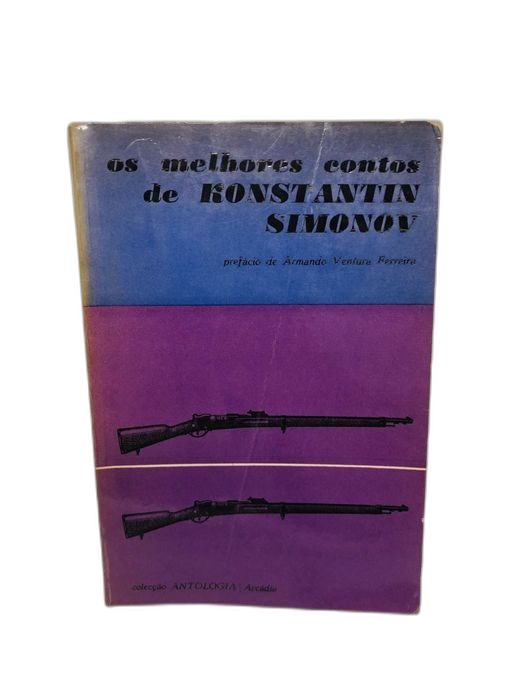 os melhores contos
de KONSTANTIN
SIMONOV
prefácio de Armando Ventura Ferreira
colecção ANTOLOGIA Arcádia